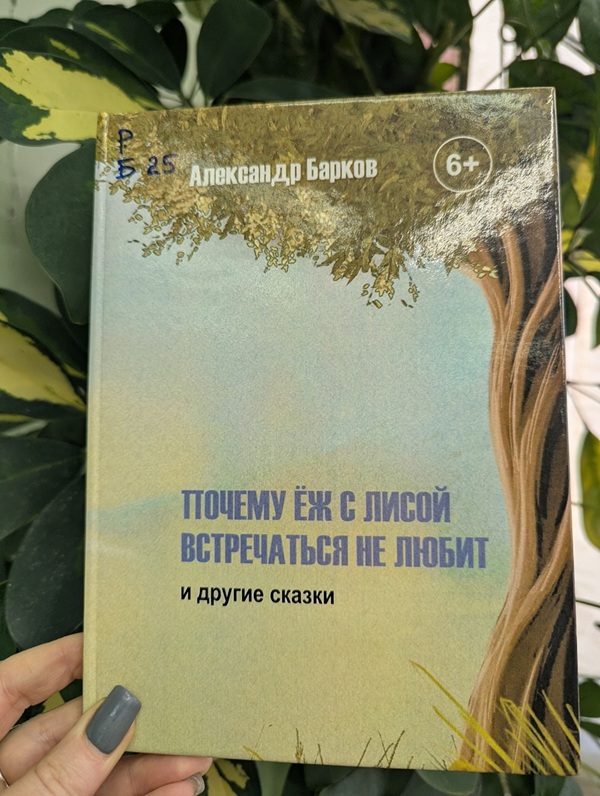 Р
Б 25
Александр Барков
6+
ПОЧЕМУ ЁЖ С ЛИСОЙ
ВСТРЕЧАТЬСЯ НЕ ЛЮБИТ
и другие сказки